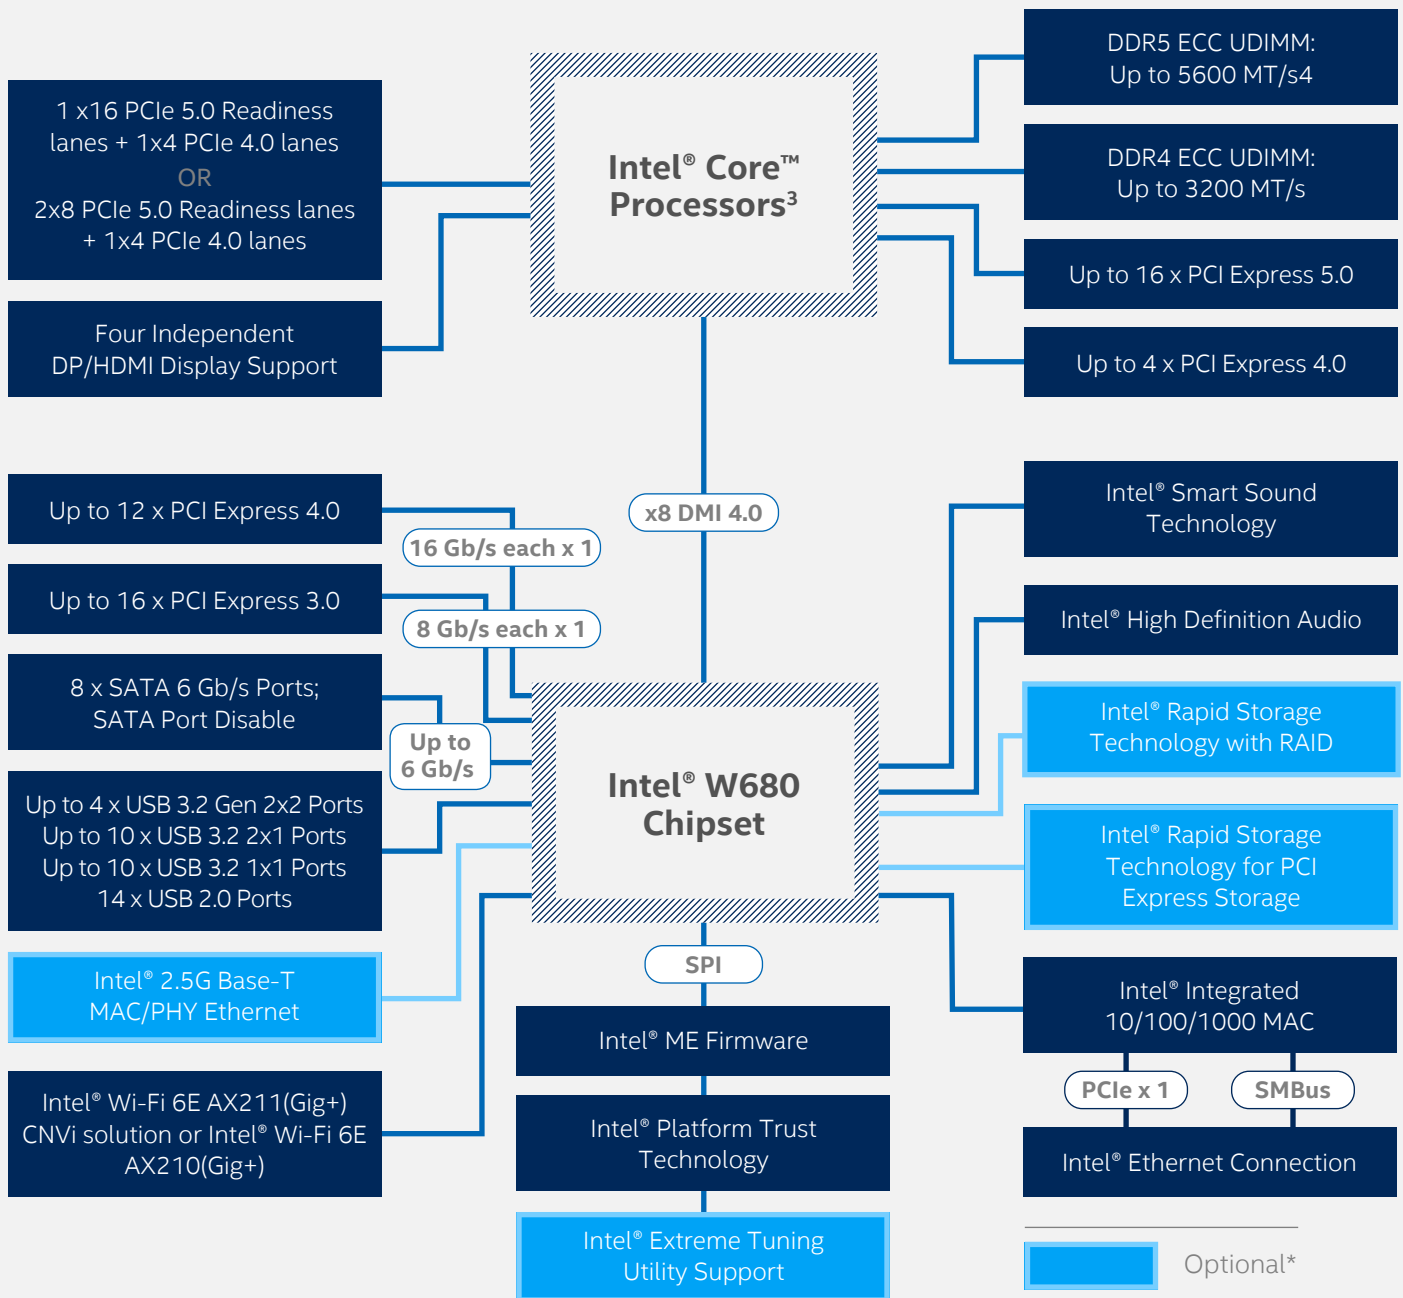 1 x16 PCIe 5.0 Readiness
lanes + 1x4 PCIe 4.0 lanes
OR
2x8 PCIe 5.0 Readiness lanes
+ 1x4 PCIe 4.0 lanes
Four Independent
DP/HDMI Display Support
Intel® Core™
Processors³
DDR5 ECC UDIMM:
Up to 5600 MT/s4
DDR4 ECC UDIMM:
Up to 3200 MT/s
Up to 16 x PCI Express 5.0
Up to 4 x PCI Express 4.0
x8 DMI 4.0
Up to 12 x PCI Express 4.0
16 Gb/s each x 1
Up to 16 x PCI Express 3.0
8 Gb/s each x 1
8 x SATA 6 Gb/s Ports;
SATA Port Disable
Up to
6 Gb/s
Up to 4 x USB 3.2 Gen 2x2 Ports
Up to 10 x USB 3.2 2x1 Ports
Up to 10 x USB 3.2 1x1 Ports
14 x USB 2.0 Ports
Intel® 2.5G Base-T
MAC/PHY Ethernet
Intel® Wi-Fi 6E AX211(Gig+)
CNVi solution or Intel® Wi-Fi 6E
AX210(Gig+)
Intel® W680
Chipset
SPI
Intel® ME Firmware
Intel® Platform Trust
Technology
Intel® Extreme Tuning
Utility Support
Intel® Smart Sound
Technology
Intel® High Definition Audio
Intel® Rapid Storage
Technology with RAID
Intel® Rapid Storage
Technology for PCI
Express Storage
Intel® Integrated
10/100/1000 MAC
PCIe x 1
SMBus
Intel® Ethernet Connection
Optional*